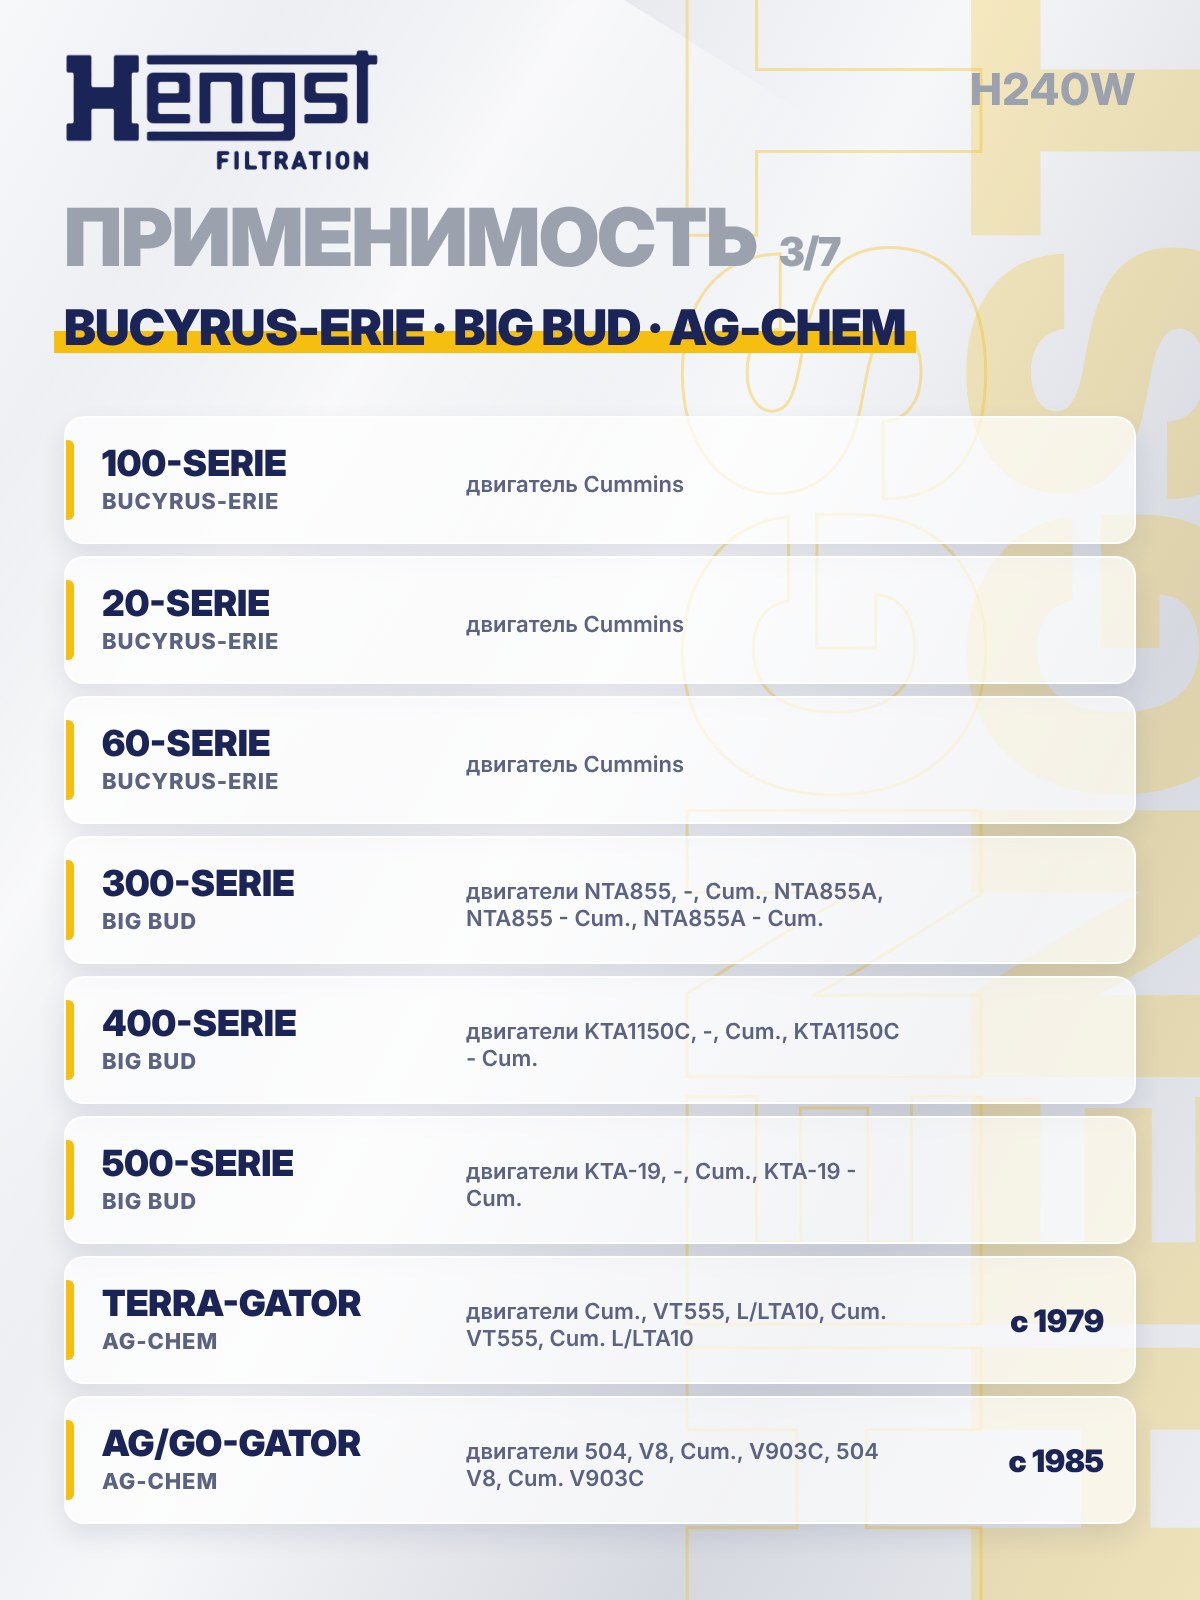 Hengst
FILTRATION
H240W
ПРИМЕНИМОСТЬ 3/7
BUCYRUS-ERIE · BIG BUD · AG-CHEM
100-SERIE
BUCYRUS-ERIE
двигатель Cummins
20-SERIE
BUCYRUS-ERIE
двигатель Cummins
60-SERIE
BUCYRUS-ERIE
двигатель Cummins
300-SERIE
BIG BUD
двигатели NTA855, -, Cum., NTA855A,
NTA855 - Cum., NTA855A - Cum.
400-SERIE
BIG BUD
двигатели KTA1150C, -, Cum., KTA1150C
- Cum.
500-SERIE
BIG BUD
двигатели KTA-19, -, Cum., KTA-19 -
Cum.
TERRA-GATOR
AG-CHEM
двигатели Cum., VT555, L/LTA10, Cum.
VT555, Cum. L/LTA10
с 1979
AG/GO-GATOR
AG-CHEM
двигатели 504, V8, Cum., V903C, 504
V8, Cum. V903C
с 1985
HENGST
HENGST